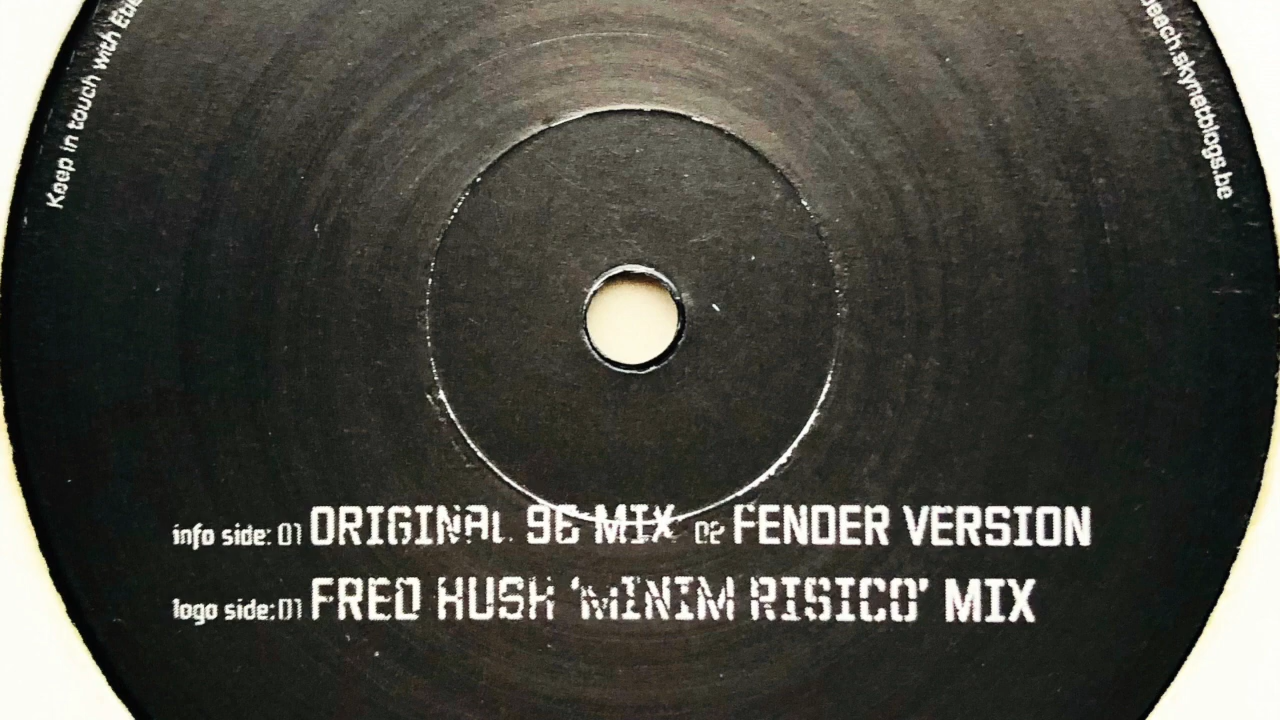 Keep in touch with
skynetblogs.be
info side: 01 ORIGINAL 96 MIX 02 FENDER VERSION
logo side: 01 FRED HUSH 'MINIM RISICO' MIX